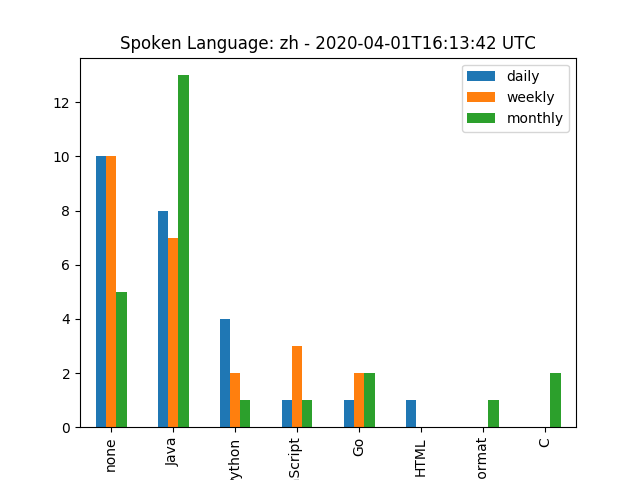 Spoken Language: zh - 2020-04-01T16:13:42 UTC
daily
weekly
monthly
12
10
8
6
4
2
0
none
Java
ython
Script
Go
HTML
ormat
C